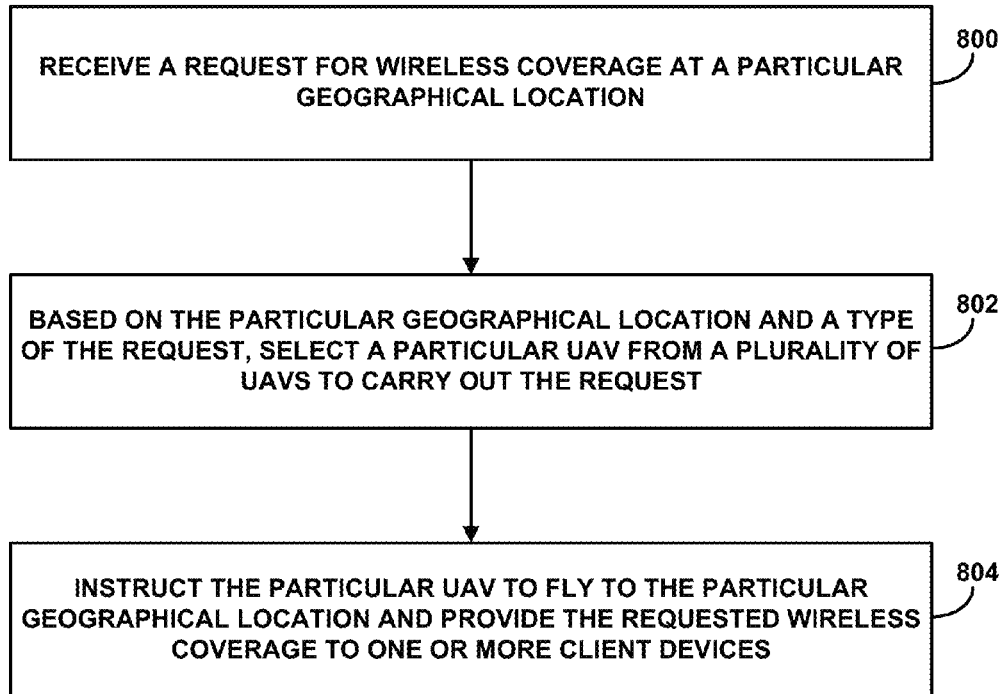 RECEIVE A REQUEST FOR WIRELESS COVERAGE AT A PARTICULAR
GEOGRAPHICAL LOCATION
800
BASED ON THE PARTICULAR GEOGRAPHICAL LOCATION AND A TYPE
OF THE REQUEST, SELECT A PARTICULAR UAV FROM A PLURALITY OF
UAVS TO CARRY OUT THE REQUEST
802
INSTRUCT THE PARTICULAR UAV TO FLY TO THE PARTICULAR
GEOGRAPHICAL LOCATION AND PROVIDE THE REQUESTED WIRELESS
COVERAGE TO ONE OR MORE CLIENT DEVICES
804